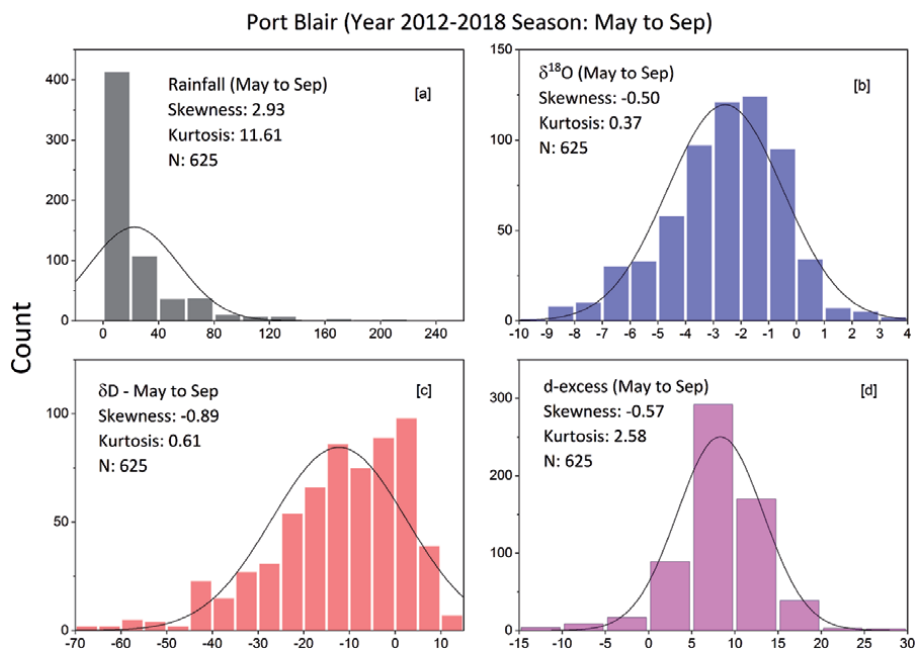 Port Blair (Year 2012-2018 Season: May to Sep)
Count
Rainfall (May to Sep)
Skewness: 2.93
Kurtosis: 11.61
N: 625
[a]
400
300
200
100
0
0 40 80 120 160 200 240
δ¹⁸O (May to Sep)
Skewness: -0.50
Kurtosis: 0.37
N: 625
[b]
150
100
50
0
-10 -9 -8 -7 -6 -5 -4 -3 -2 -1 0 1 2 3 4
δD - May to Sep
Skewness: -0.89
Kurtosis: 0.61
N: 625
[c]
100
50
0
-70 -60 -50 -40 -30 -20 -10 0 10
d-excess (May to Sep)
Skewness: -0.57
Kurtosis: 2.58
N: 625
[d]
300
200
100
0
-15 -10 -5 0 5 10 15 20 25 30